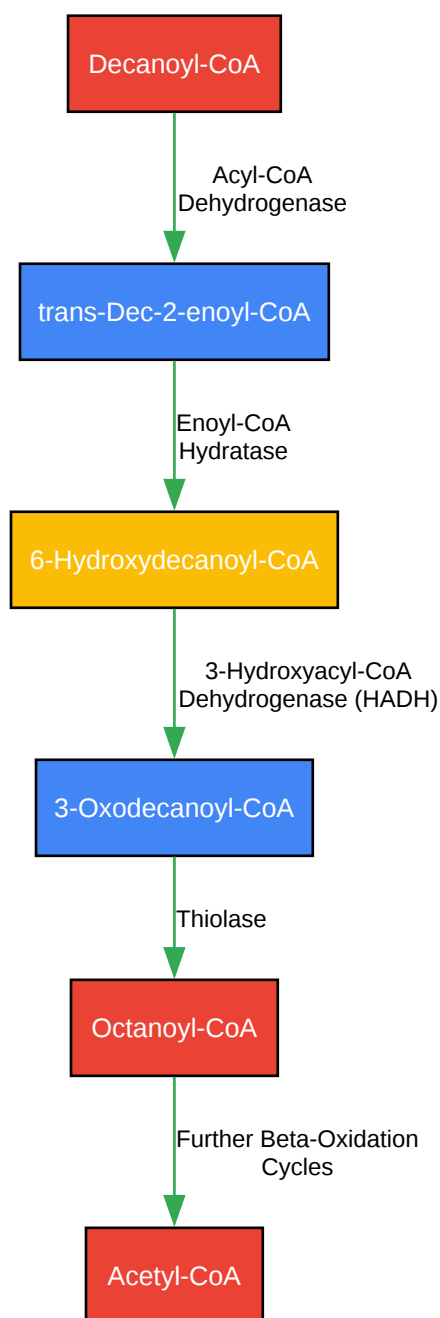 Decanoyl-CoA
Acyl-CoA
Dehydrogenase
trans-Dec-2-enoyl-CoA
Enoyl-CoA
Hydratase
6-Hydroxydecanoyl-CoA
3-Hydroxyacyl-CoA
Dehydrogenase (HADH)
3-Oxodecanoyl-CoA
Thiolase
Octanoyl-CoA
Further Beta-Oxidation
Cycles
Acetyl-CoA